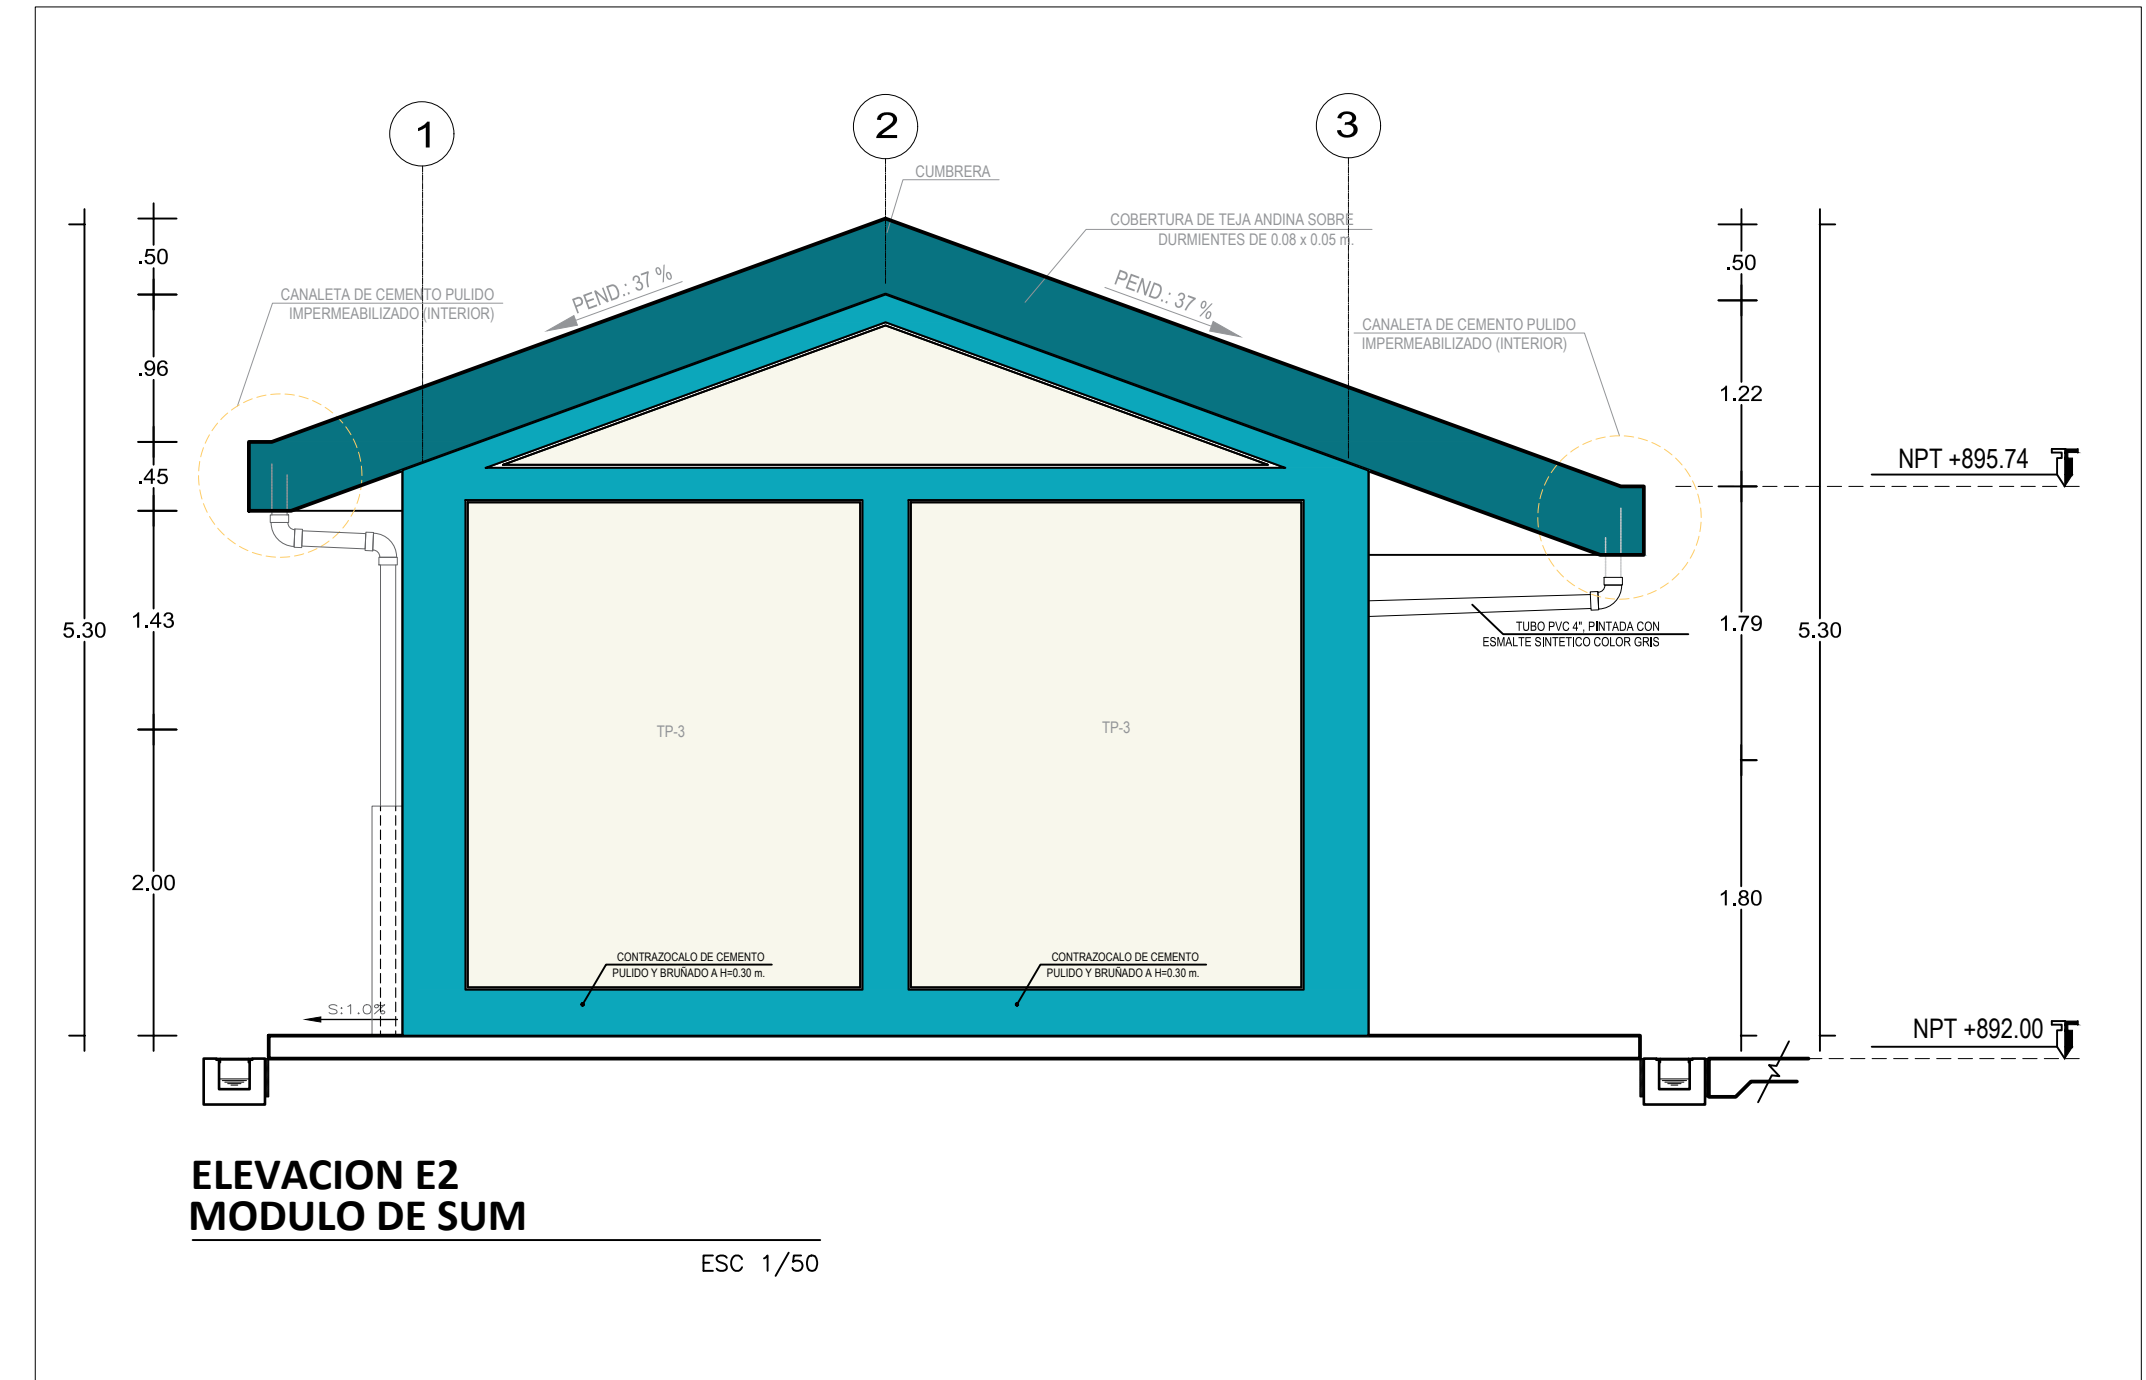 1
2
3
CUMBRERA
COBERTURA DE TEJA ANDINA SOBRE
DURMIENTES DE 0.08 x 0.05 m.
PEND.: 37 %
PEND.: 37 %
CANALETA DE CEMENTO PULIDO
IMPERMEABILIZADO (INTERIOR)
CANALETA DE CEMENTO PULIDO
IMPERMEABILIZADO (INTERIOR)
.50
.96
.45
1.43
2.00
5.30
.50
1.22
1.79
1.80
5.30
NPT +895.74
TUBO PVC 4", PINTADA CON
ESMALTE SINTETICO COLOR GRIS
TP-3
TP-3
CONTRAZOCALO DE CEMENTO
PULIDO Y BRUÑADO A H=0.30 m.
CONTRAZOCALO DE CEMENTO
PULIDO Y BRUÑADO A H=0.30 m.
S:1.0%
NPT +892.00
ELEVACION E2
MODULO DE SUM
ESC 1/50